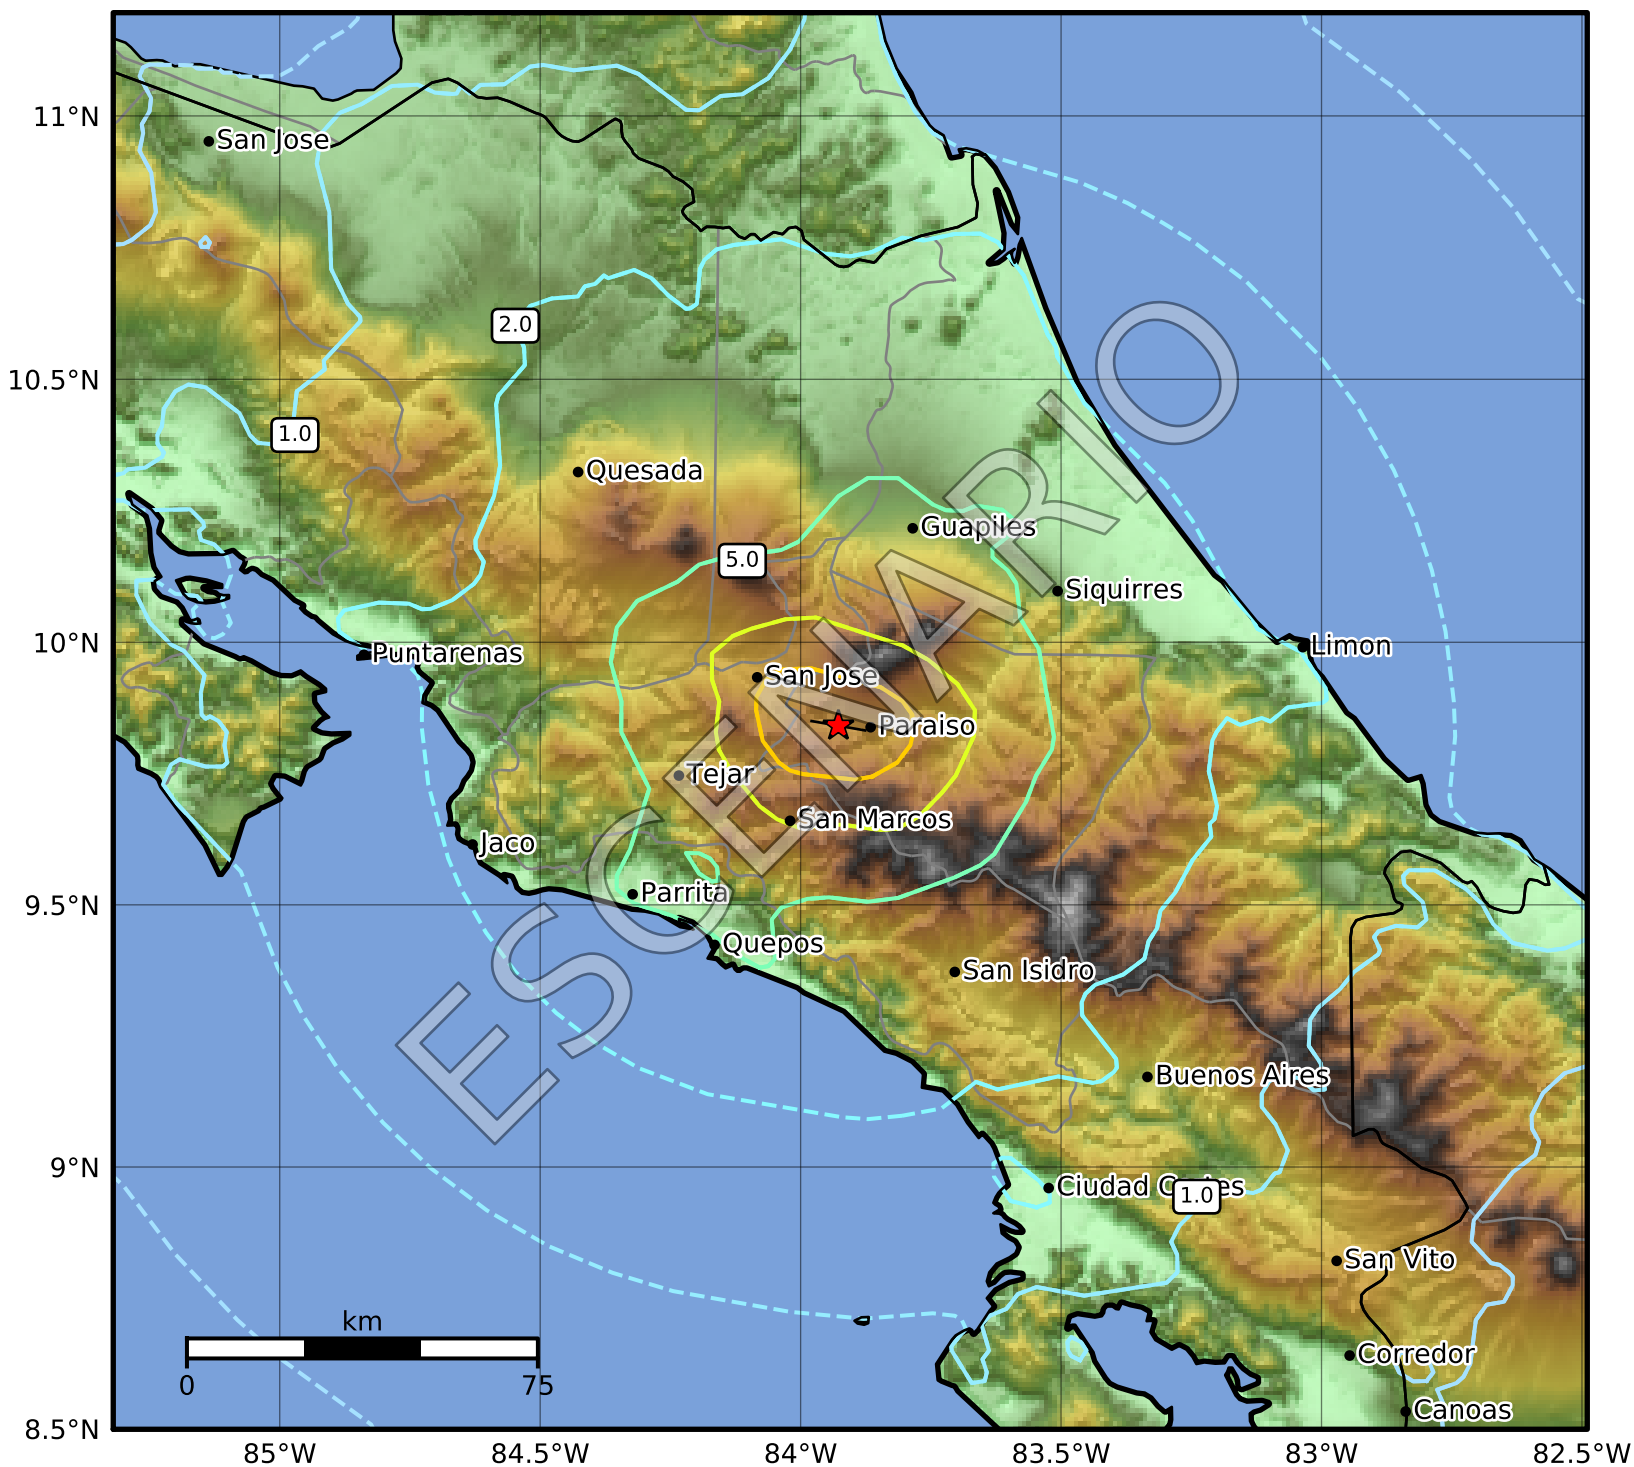 11°N
San Jose
2.0
10.5°N
1.0
Quesada
Guapiles
5.0
Siquirres
10°N
Puntarenas
Limon
San Jose
Paraiso
Tejar
San Marcos
Jaco
Parrita
9.5°N
Quepos
San Isidro
ESCENARIO
Buenos Aires
9°N
Ciudad Cortes
1.0
San Vito
km
0
75
Corredor
Canoas
8.5°N
85°W
84.5°W
84°W
83.5°W
83°W
82.5°W